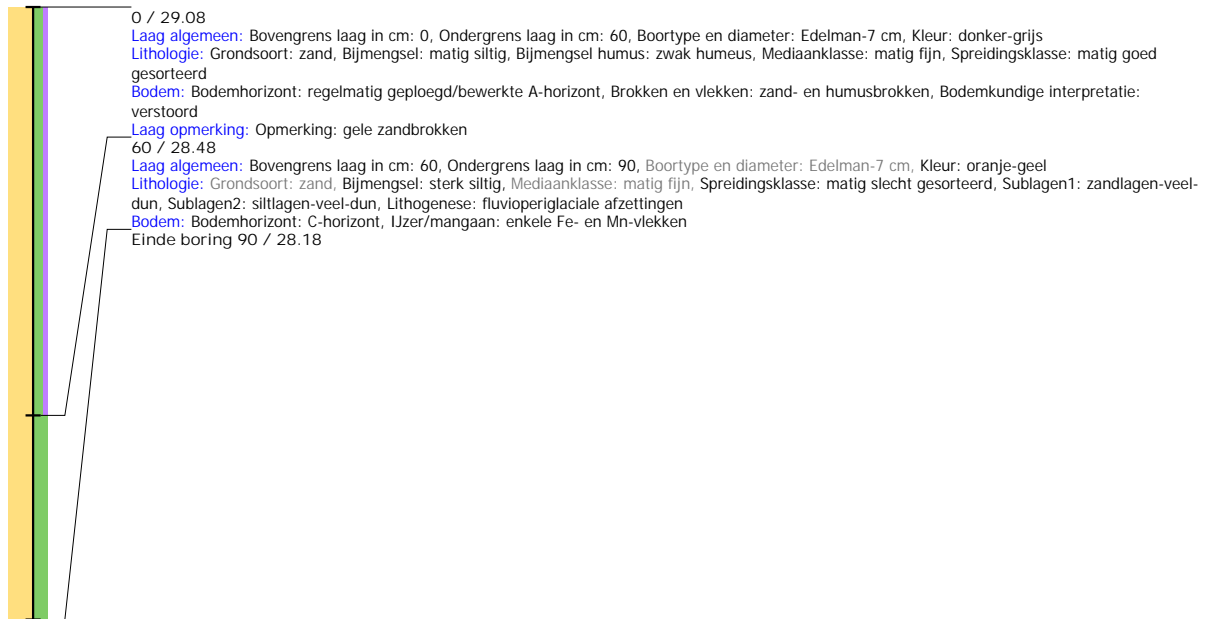 0 / 29.08
Laag algemeen: Bovengrens laag in cm: 0, Ondergrens laag in cm: 60, Boortype en diameter: Edelman-7 cm, Kleur: donker-grijs
Lithologie: Grondsoort: zand, Bijmengsel: matig siltig, Bijmengsel humus: zwak humeus, Mediaanklasse: matig fijn, Spreidingsklasse: matig goed
gesorteerd
Bodem: Bodemhorizont: regelmatig geploegd/bewerkte A-horizont, Brokken en vlekken: zand- en humusbrokken, Bodemkundige interpretatie:
verstoord
Laag opmerking: Opmerking: gele zandbrokken
60 / 28.48
Laag algemeen: Bovengrens laag in cm: 60, Ondergrens laag in cm: 90, Boortype en diameter: Edelman-7 cm, Kleur: oranje-geel
Lithologie: Grondsoort: zand, Bijmengsel: sterk siltig, Mediaanklasse: matig fijn, Spreidingsklasse: matig slecht gesorteerd, Sublagen1: zandlagen-veel-
dun, Sublagen2: siltlagen-veel-dun, Lithogenese: fluvioperiglaciale afzettingen
Bodem: Bodemhorizont: C-horizont, IJzer/mangaan: enkele Fe- en Mn-vlekken
Einde boring 90 / 28.18